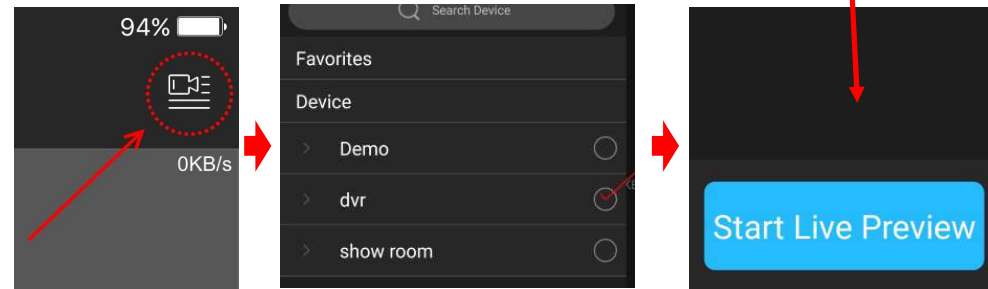 94%
0KB/s
Search Device
Favorites
Device
Demo
dvr
show room
Start Live Preview